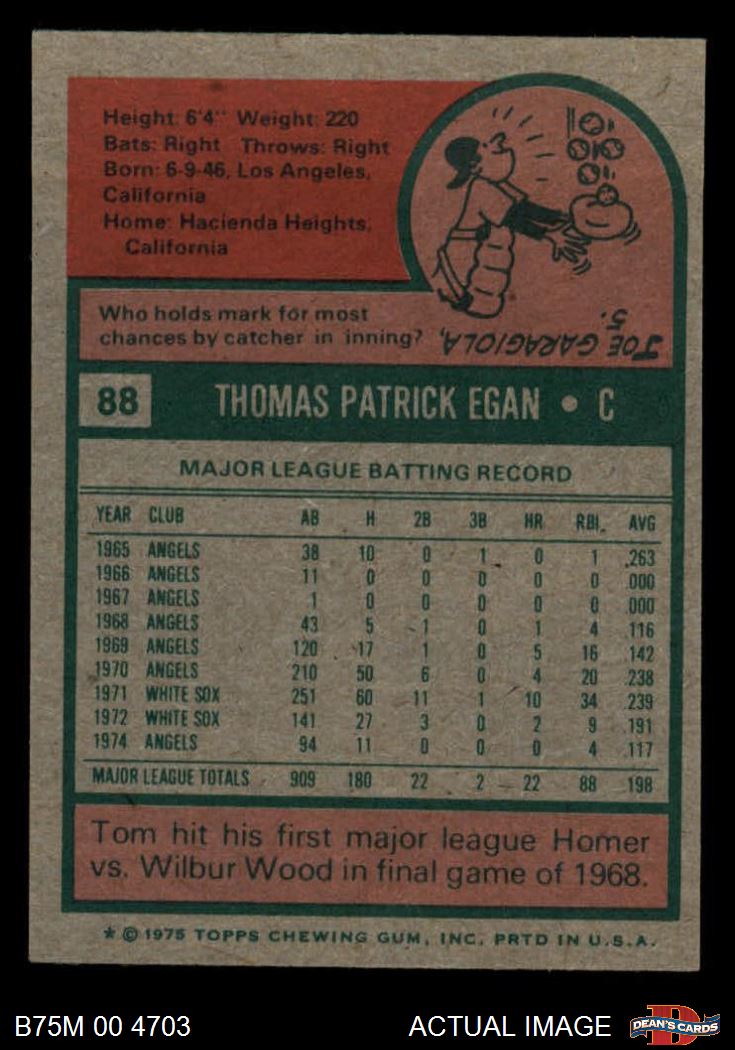 Height: 6'4" Weight: 220
Bats: Right Throws: Right
Born: 6-9-46, Los Angeles,
California
Home: Hacienda Heights,
California
Who holds mark for most
chances by catcher in inning?
JOE GARAGIOLA,
5.
88 THOMAS PATRICK EGAN • C
MAJOR LEAGUE BATTING RECORD
YEAR CLUB AB H 2B 3B HR RBI. AVG
1965 ANGELS 38 10 0 1 0 1 .263
1966 ANGELS 11 0 0 0 0 0 .000
1967 ANGELS 1 0 0 0 0 0 .000
1968 ANGELS 43 5 1 0 1 4 .116
1969 ANGELS 120 17 1 0 5 16 .142
1970 ANGELS 210 50 6 0 4 20 .238
1971 WHITE SOX 251 60 11 1 10 34 .239
1972 WHITE SOX 141 27 3 0 2 9 .191
1974 ANGELS 94 11 0 0 0 4 .117
MAJOR LEAGUE TOTALS 909 180 22 2 22 88 .198
Tom hit his first major league Homer
vs. Wilbur Wood in final game of 1968.
* © 1975 TOPPS CHEWING GUM, INC. PRTD IN U.S.A.
B75M 00 4703 ACTUAL IMAGE D DEAN'S CARDS